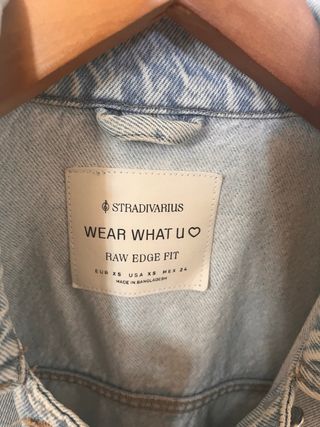 STRADIVARIUS
WEAR WHAT U ♡
RAW EDGE FIT
EUR XS USA XS MEX 24
MADE IN BANGLADESH